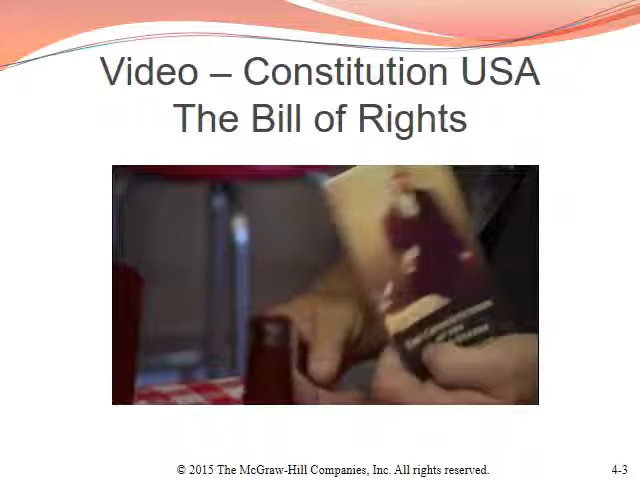 Video – Constitution USA
The Bill of Rights
© 2015 The McGraw-Hill Companies, Inc. All rights reserved.
4-3